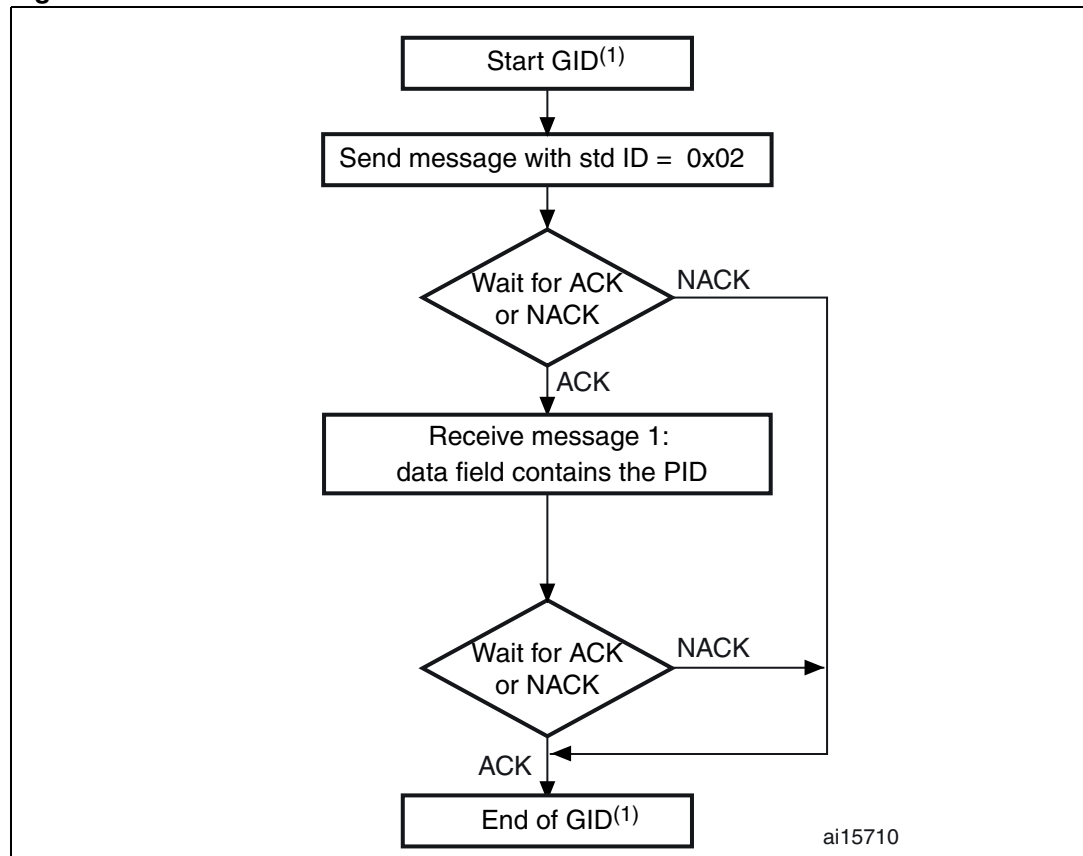 Start GID(1)
Send message with std ID = 0x02
Wait for ACK
or NACK
NACK
ACK
Receive message 1:
data field contains the PID
Wait for ACK
or NACK
NACK
ACK
End of GID(1)
ai15710